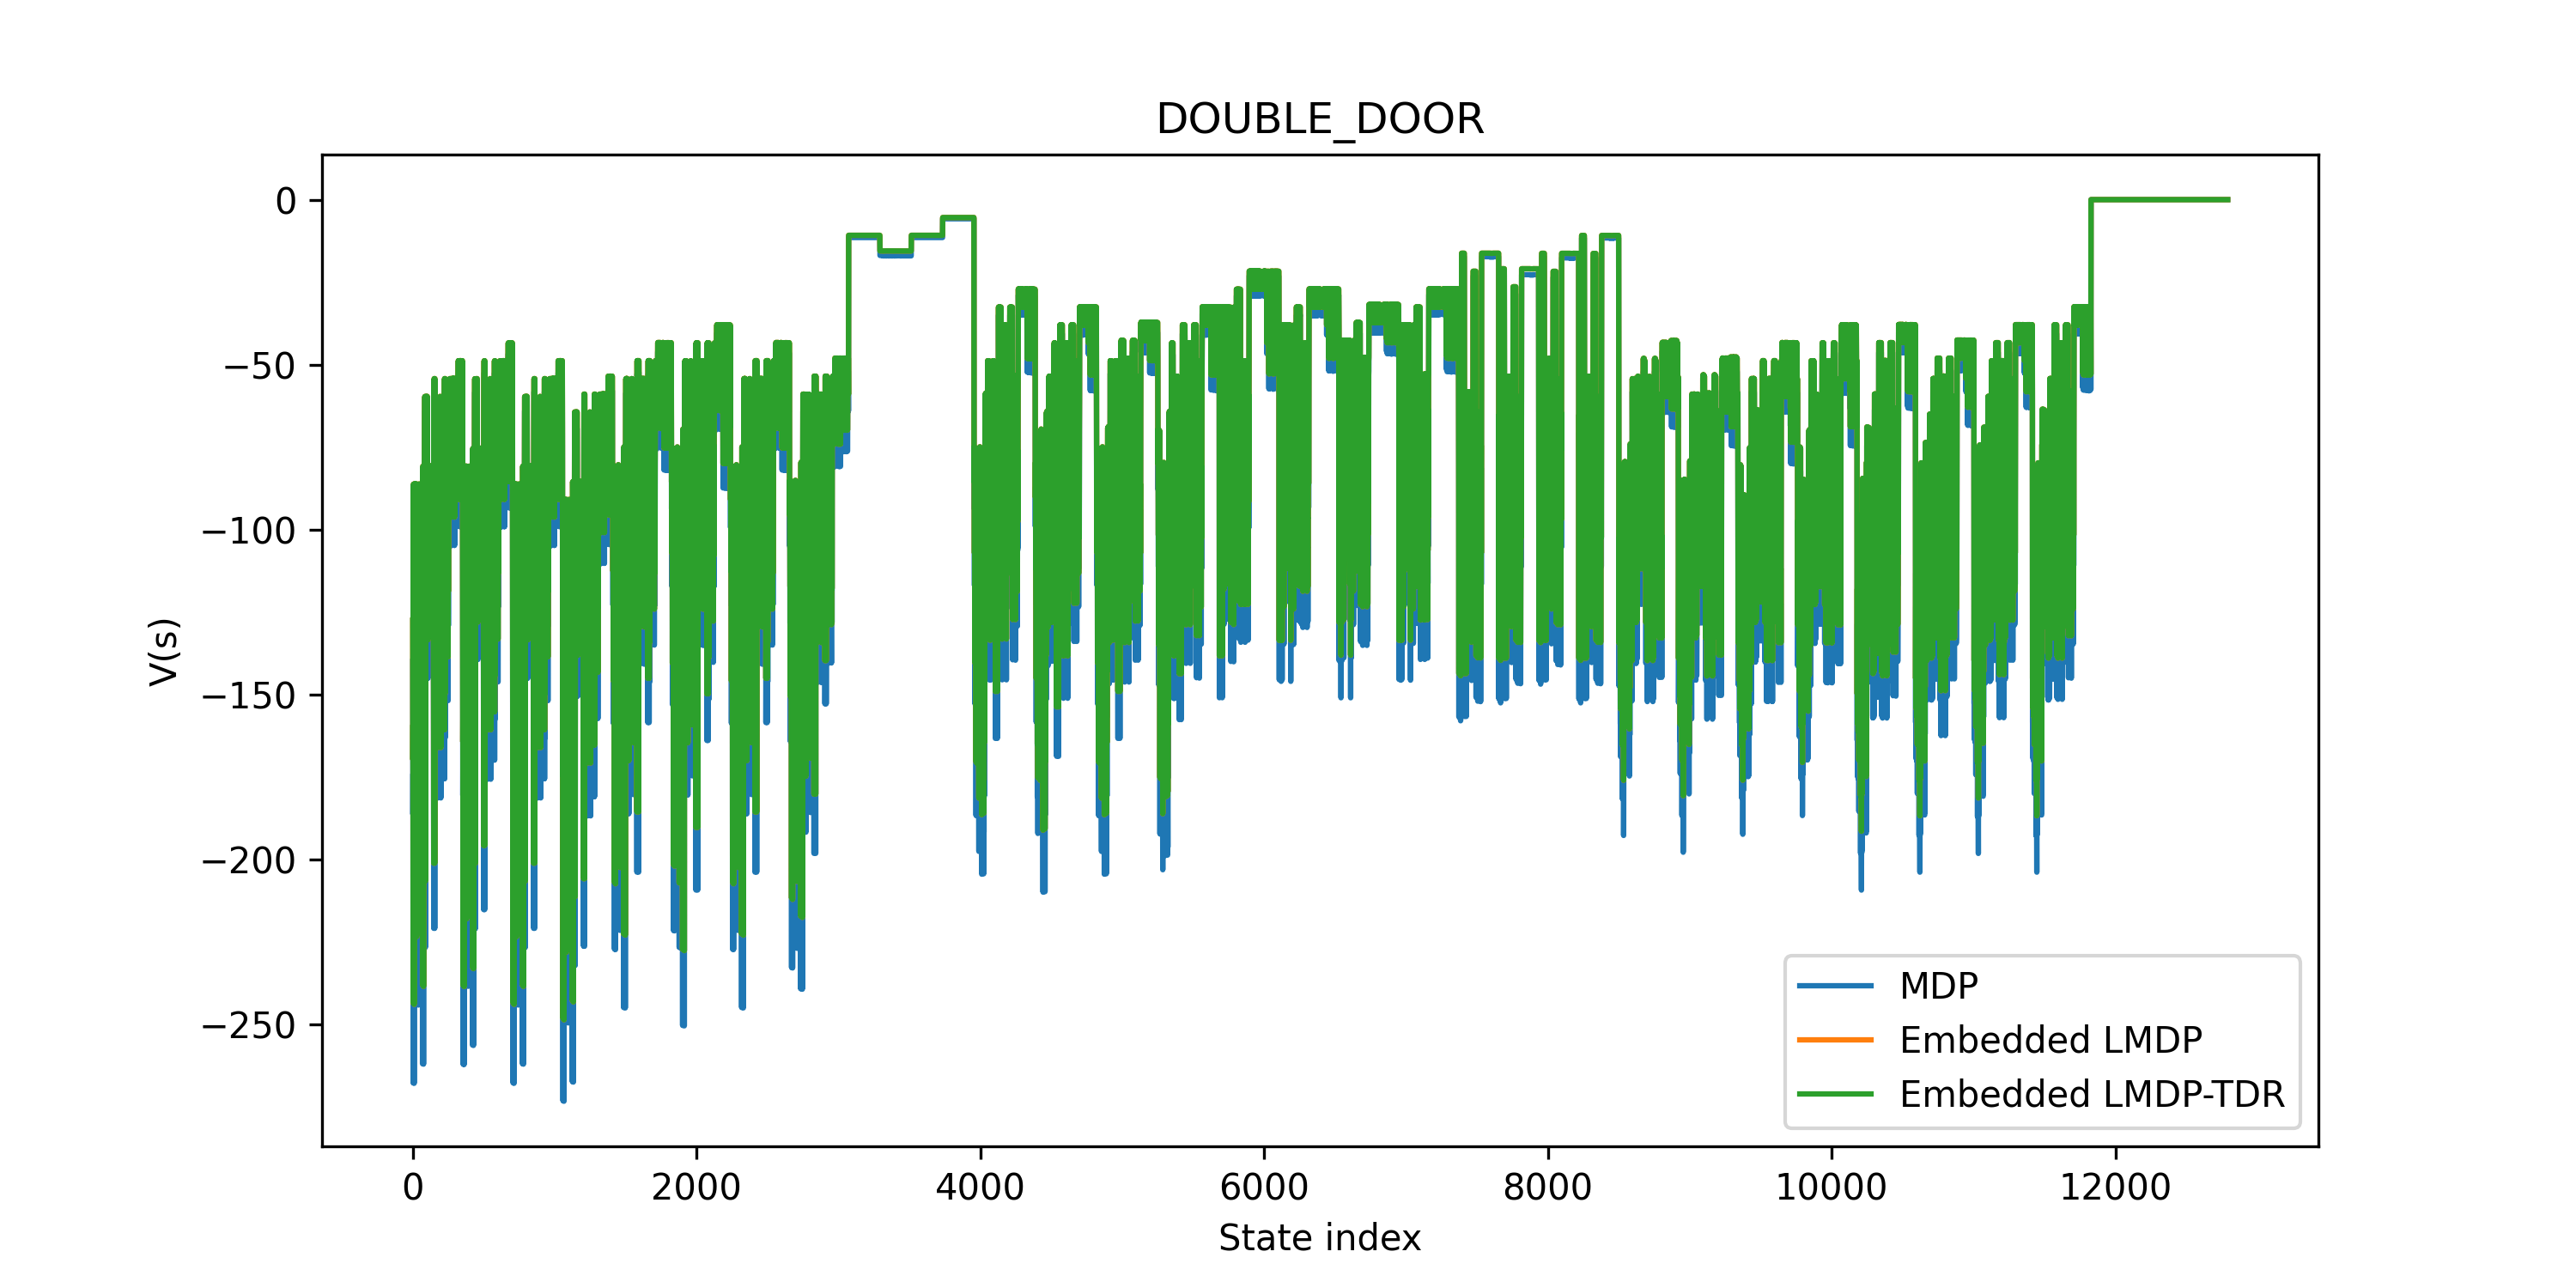 DOUBLE_DOOR
0
−50
−100
−150
−200
−250
V(s)
MDP
Embedded LMDP
Embedded LMDP-TDR
0 2000 4000 6000 8000 10000 12000
State index